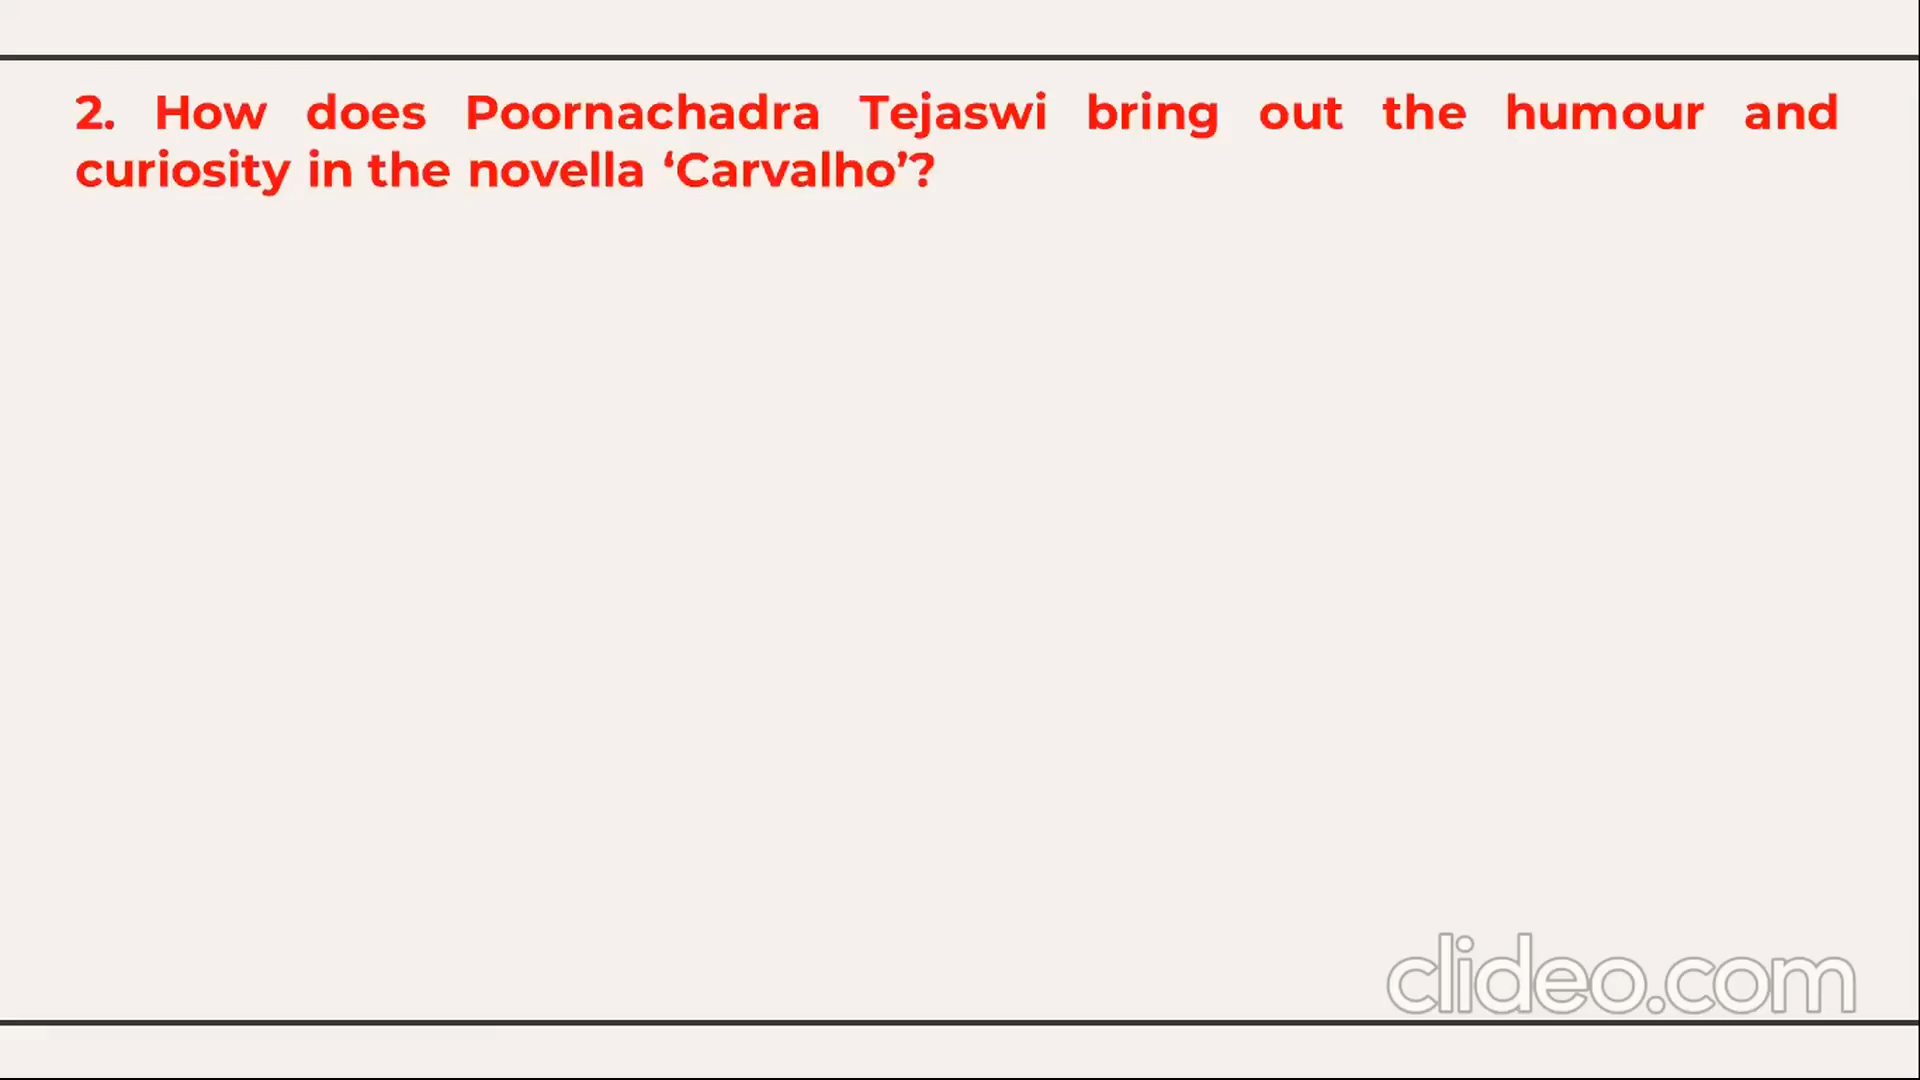 2. How does Poornachadra Tejaswi bring out the humour and
curiosity in the novella ‘Carvalho’?
clideo.com